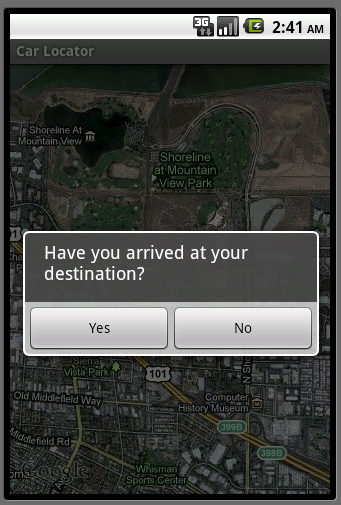 3G 2:41 AM
Car Locator
Shoreline At
Mountain View
Shoreline
at Mountain
View Park
Have you arrived at your
destination?
Yes No
Sierra
Vista Park
101
N Sho
Old Middlefield Way
Computer
History Museum
Middlefield Rd
399B
398B
Google
Whisman
Sports Center